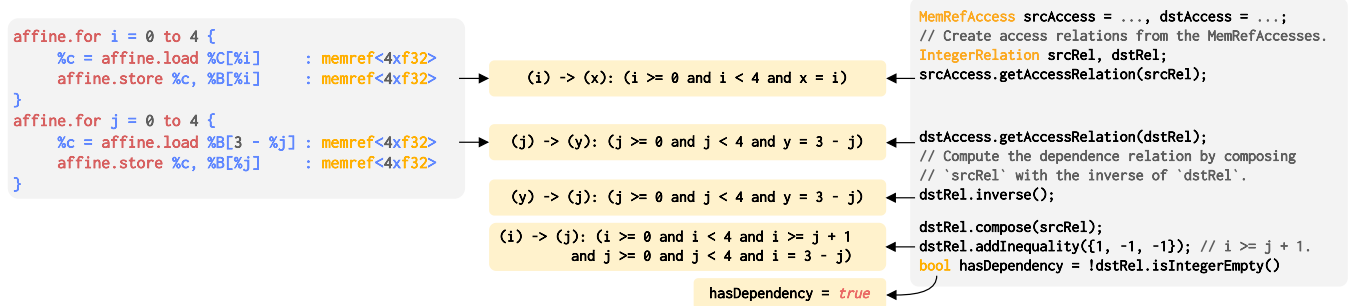 affine.for i = 0 to 4 {
%c = affine.load %C[%i] : memref<4xf32>
affine.store %c, %B[%i] : memref<4xf32>
}
affine.for j = 0 to 4 {
%c = affine.load %B[3 - %j] : memref<4xf32>
affine.store %c, %B[%j] : memref<4xf32>
}
(i) -> (x): (i >= 0 and i < 4 and x = i)
(j) -> (y): (j >= 0 and j < 4 and y = 3 - j)
(y) -> (j): (j >= 0 and j < 4 and y = 3 - j)
(i) -> (j): (i >= 0 and i < 4 and i >= j + 1
and j >= 0 and j < 4 and i = 3 - j)
hasDependency = true
MemRefAccess srcAccess = ..., dstAccess = ...;
// Create access relations from the MemRefAccesses.
IntegerRelation srcRel, dstRel;
srcAccess.getAccessRelation(srcRel);
dstAccess.getAccessRelation(dstRel);
// Compute the dependence relation by composing
// `srcRel` with the inverse of `dstRel`.
dstRel.inverse();
dstRel.compose(srcRel);
dstRel.addInequality({1, -1, -1}); // i >= j + 1.
bool hasDependency = !dstRel.isIntegerEmpty()